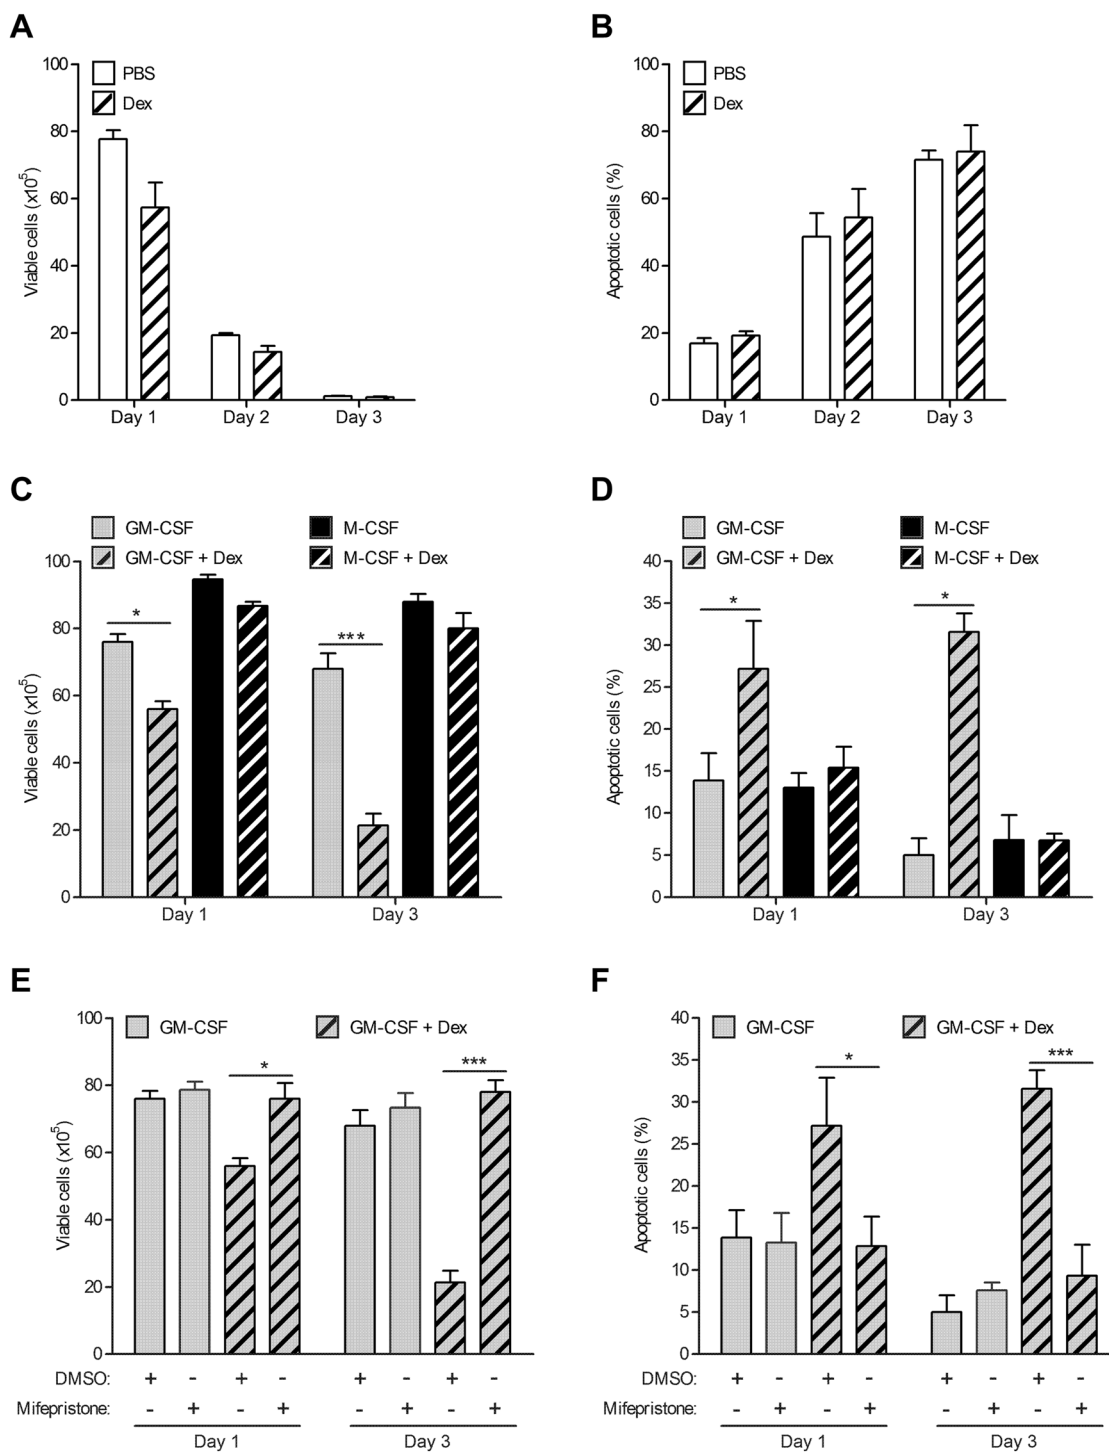 A
100
80
60
40
20
0
Viable cells (x10⁵)
PBS
Dex
Day 1 Day 2 Day 3
B
100
80
60
40
20
0
Apoptotic cells (%)
PBS
Dex
Day 1 Day 2 Day 3
C
GM-CSF M-CSF
GM-CSF + Dex M-CSF + Dex
100
80
60
40
20
0
Viable cells (x10⁵)
* ***
Day 1 Day 3
D
GM-CSF M-CSF
GM-CSF + Dex M-CSF + Dex
40
35
30
25
20
15
10
5
0
Apoptotic cells (%)
* *
Day 1 Day 3
E
GM-CSF GM-CSF + Dex
100
80
60
40
20
0
Viable cells (x10⁵)
* ***
DMSO: + - + - + - + -
Mifepristone: - + - + - + - +
Day 1 Day 3
F
GM-CSF GM-CSF + Dex
40
35
30
25
20
15
10
5
0
Apoptotic cells (%)
* ***
DMSO: + - + - + - + -
Mifepristone: - + - + - + - +
Day 1 Day 3